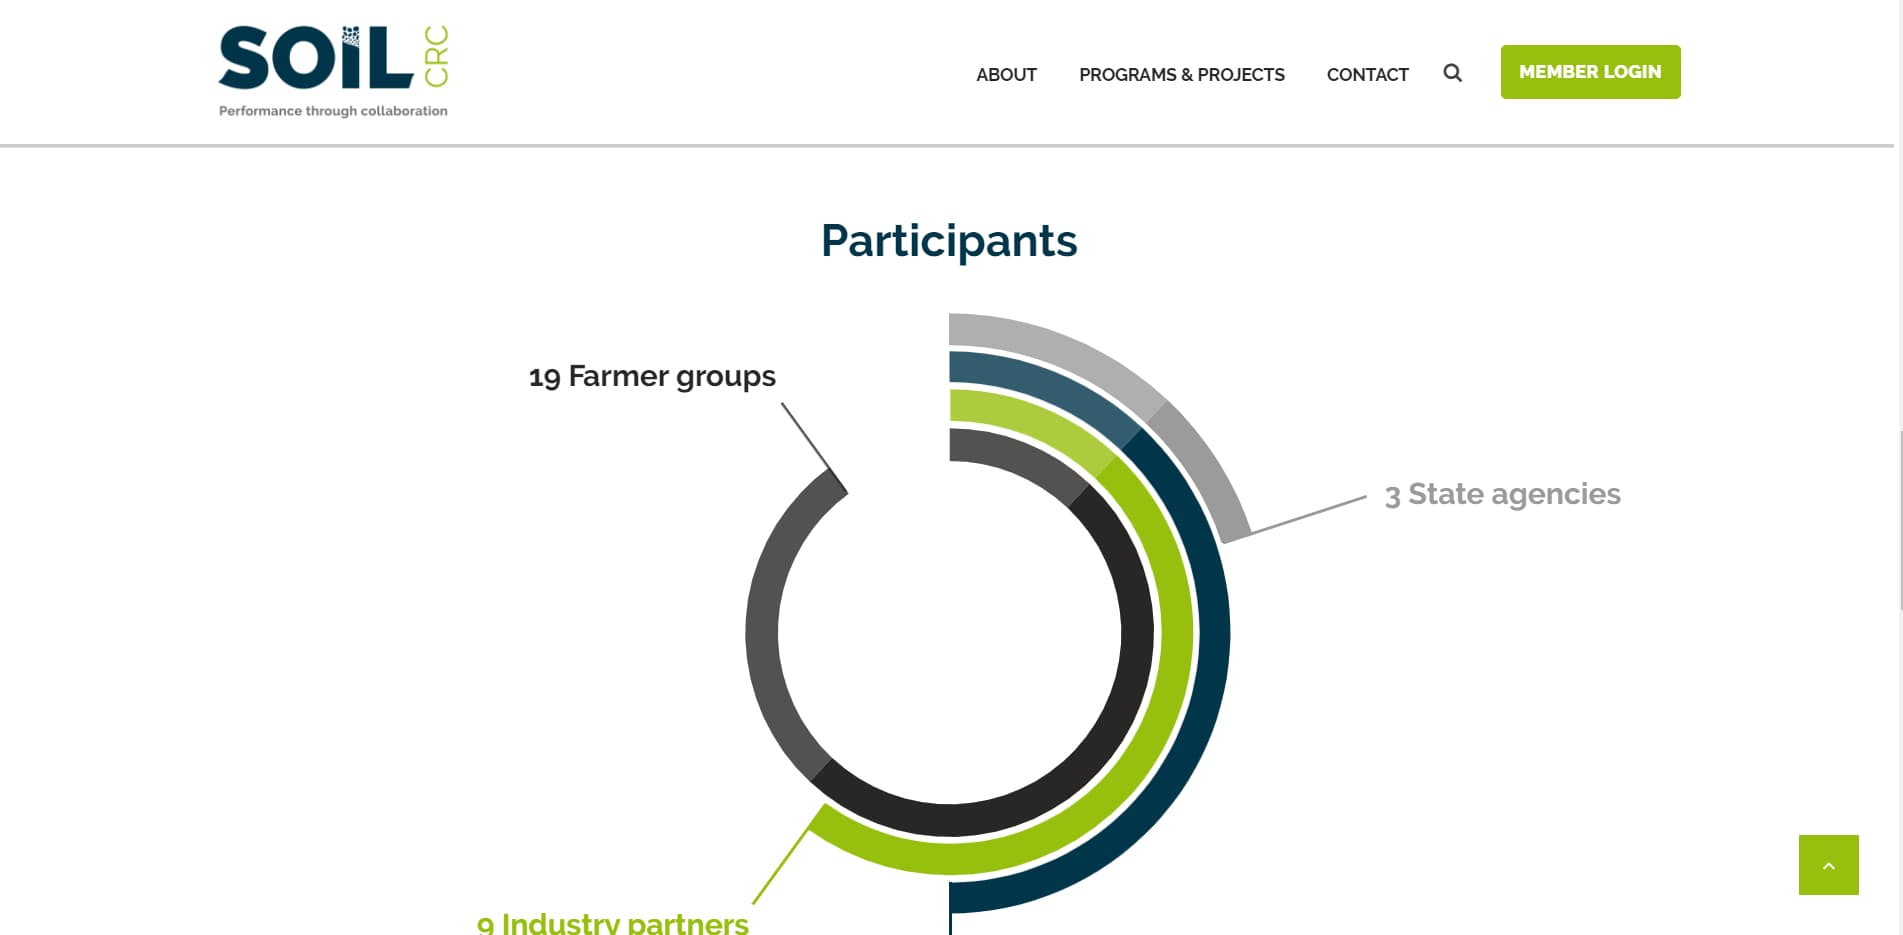 SOIL CRC
Performance through collaboration
ABOUT
PROGRAMS & PROJECTS
CONTACT
MEMBER LOGIN
Participants
19 Farmer groups
3 State agencies
9 Industry partners